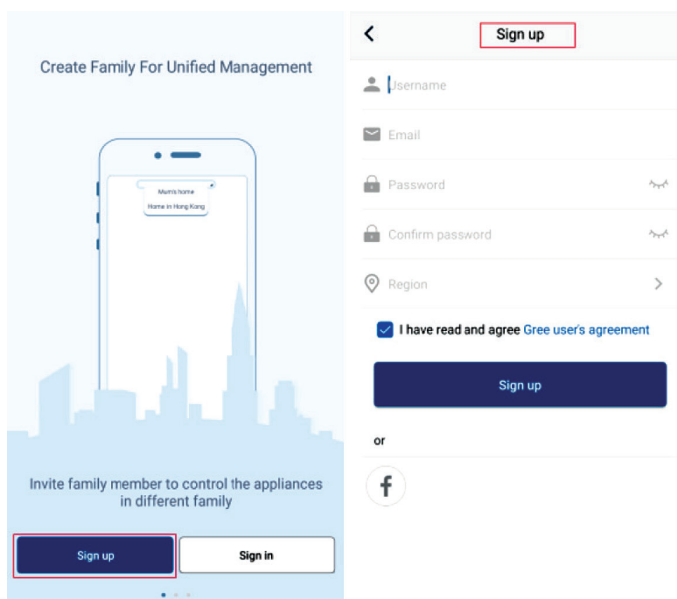 Create Family For Unified Management
Mum's home
Home in Hong Kong
Invite family member to control the appliances
in different family
Sign up
Sign in
Sign up
Username
Email
Password
Confirm password
Region
I have read and agree Gree user's agreement
Sign up
or
f